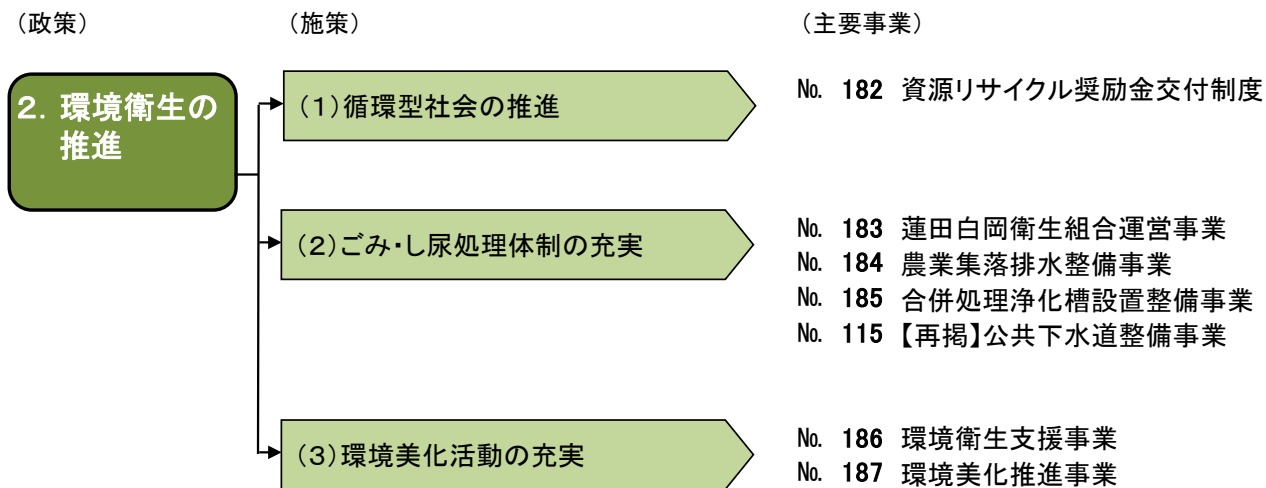 （政策）
（施策）
（主要事業）
2．環境衛生の
推進
（1）循環型社会の推進
№ 182 資源リサイクル奨励金交付制度
（2）ごみ・し尿処理体制の充実
№ 183 蓮田白岡衛生組合運営事業
№ 184 農業集落排水整備事業
№ 185 合併処理浄化槽設置整備事業
№ 115 【再掲】公共下水道整備事業
（3）環境美化活動の充実
№ 186 環境衛生支援事業
№ 187 環境美化推進事業